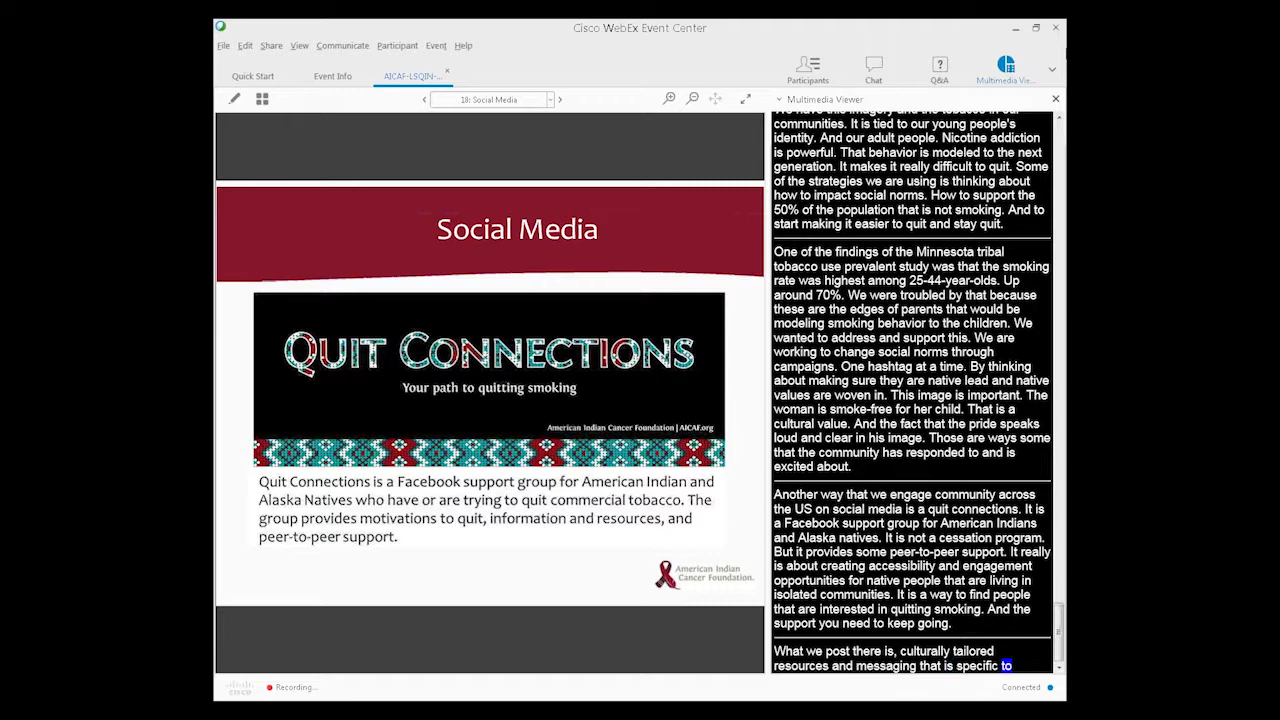 Cisco WebEx Event Center
File Edit Share View Communicate Participant Event Help
Quick Start Event Info AICAF-LSQIN-...
Participants Chat Q&A Multimedia Vie...
18: Social Media
Multimedia Viewer
Social Media
QUIT CONNECTIONS
Your path to quitting smoking
American Indian Cancer Foundation | AICAF.org
Quit Connections is a Facebook support group for American Indian and
Alaska Natives who have or are trying to quit commercial tobacco. The
group provides motivations to quit, information and resources, and
peer-to-peer support.
American Indian
Cancer Foundation.
We have this imagery and the tobacco in our
communities. It is tied to our young people's
identity. And our adult people. Nicotine addiction
is powerful. That behavior is modeled to the next
generation. It makes it really difficult to quit. Some
of the strategies we are using is thinking about
how to impact social norms. How to support the
50% of the population that is not smoking. And to
start making it easier to quit and stay quit.
One of the findings of the Minnesota tribal
tobacco use prevalent study was that the smoking
rate was highest among 25-44-year-olds. Up
around 70%. We were troubled by that because
these are the edges of parents that would be
modeling smoking behavior to the children. We
wanted to address and support this. We are
working to change social norms through
campaigns. One hashtag at a time. By thinking
about making sure they are native lead and native
values are woven in. This image is important. The
woman is smoke-free for her child. That is a
cultural value. And the fact that the pride speaks
loud and clear in his image. Those are ways some
that the community has responded to and is
excited about.
Another way that we engage community across
the US on social media is a quit connections. It is
a Facebook support group for American Indians
and Alaska natives. It is not a cessation program.
But it provides some peer-to-peer support. It really
is about creating accessibility and engagement
opportunities for native people that are living in
isolated communities. It is a way to find people
that are interested in quitting smoking. And the
support you need to keep going.
What we post there is, culturally tailored
resources and messaging that is specific to
cisco Recording... Connected